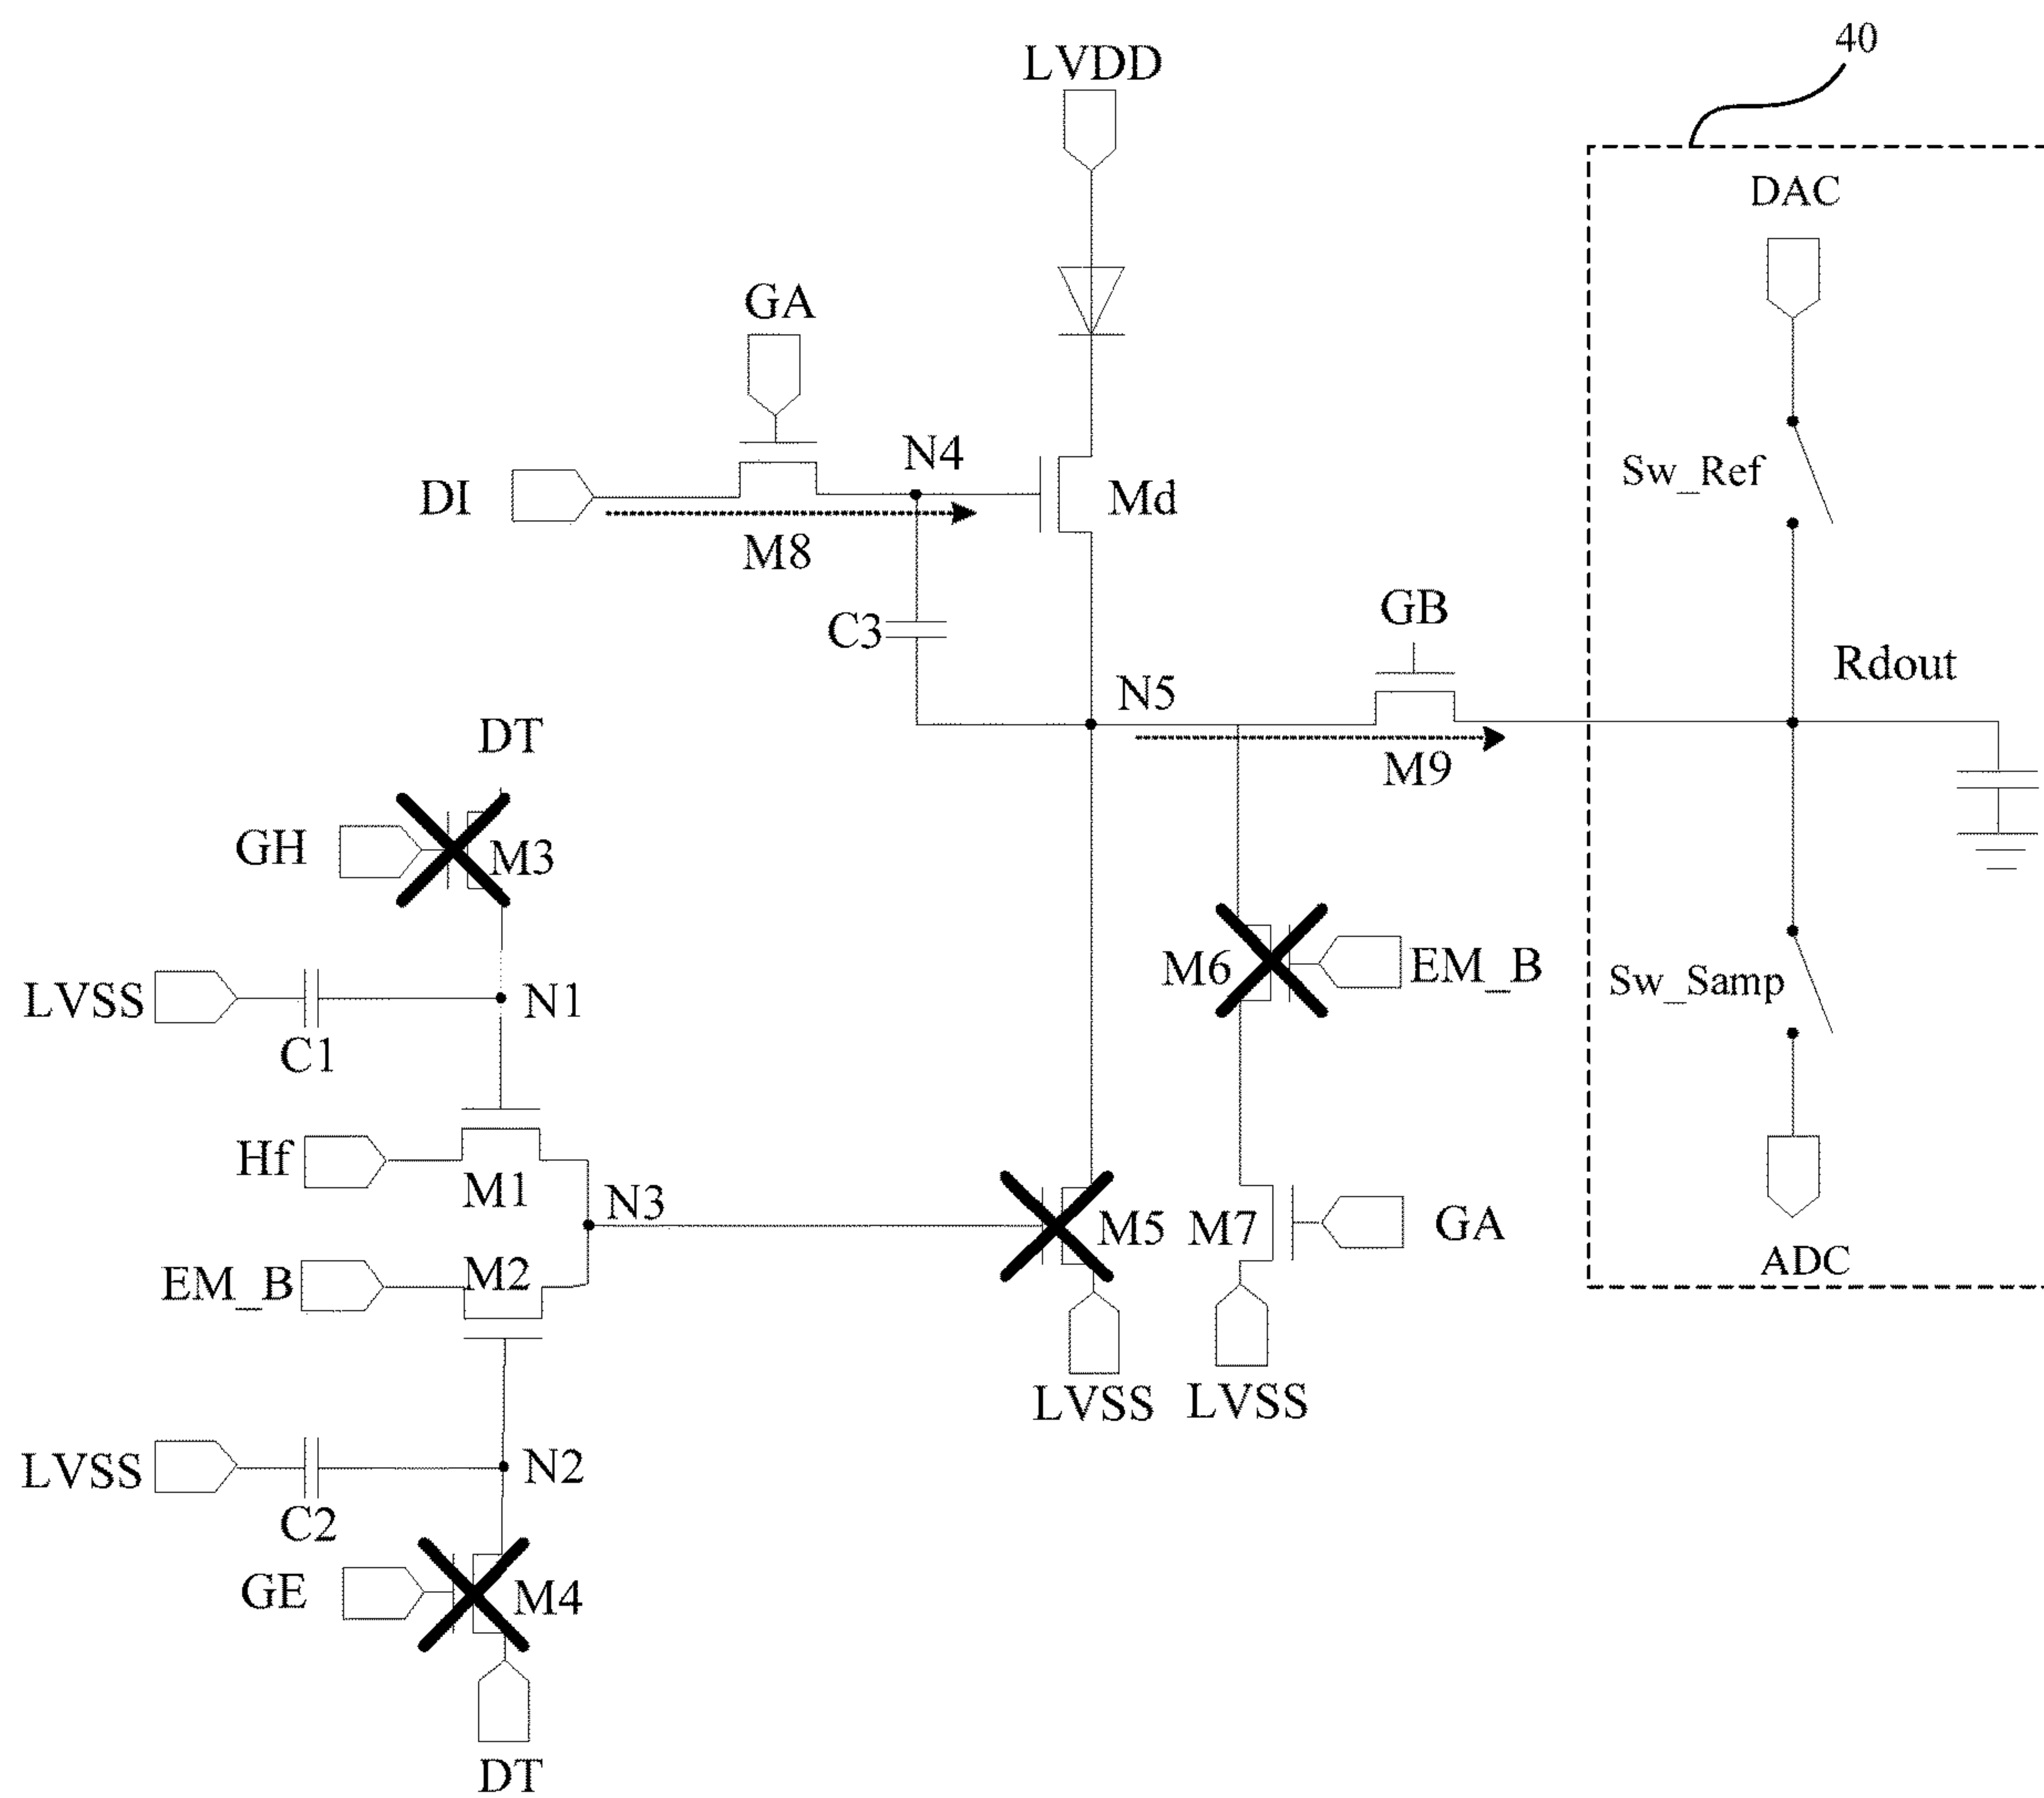 40
LVDD
DAC
GA
Sw_Ref
N4
DI
Md
M8
GB
C3
Rdout
N5
DT
M9
GH
M3
M6
EM_B
Sw_Samp
LVSS
N1
C1
Hf
M1
N3
M5
M7
GA
ADC
EM_B
M2
LVSS
LVSS
LVSS
N2
C2
GE
M4
DT